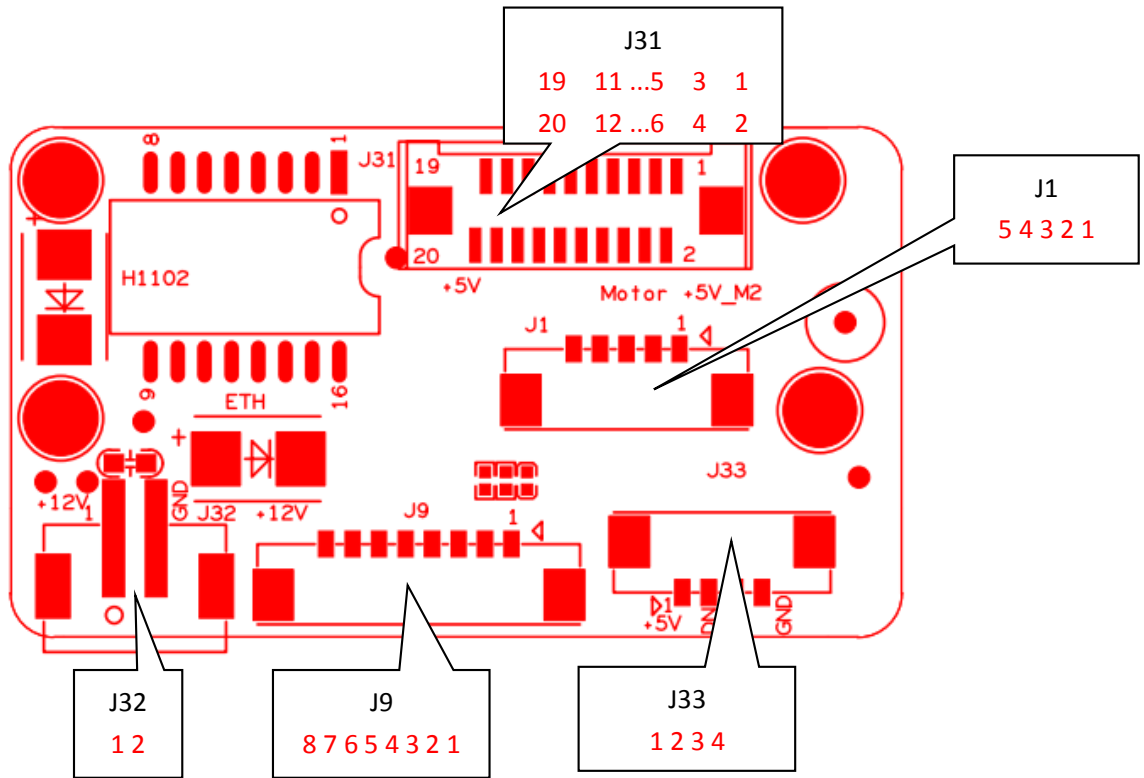 J31
19 11 ...5 3 1
20 12 ...6 4 2
8
1
J31
19
1
J1
5 4 3 2 1
+
H1102
20
2
+5V
Motor +5V_M2
J1
1
9
16
ETH
+
J33
+12V
1
GND
J32
+12V
J9
1
1
+5V
DN
GND
J32
1 2
J9
8 7 6 5 4 3 2 1
J33
1 2 3 4